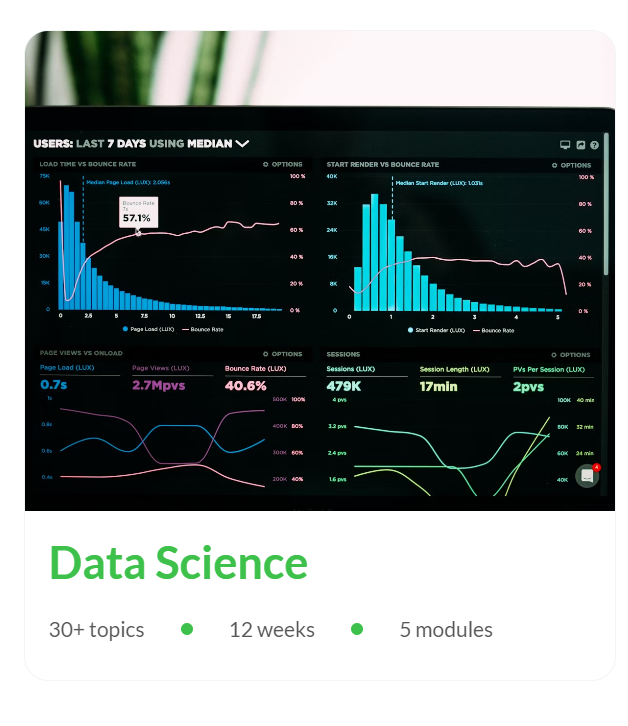 USERS: LAST 7 DAYS USING MEDIAN
LOAD TIME VS BOUNCE RATE
OPTIONS
75K
60K
45K
30K
15K
0
100 %
80 %
60 %
40 %
20 %
0 %
Median Page Load (LUX): 2.056s
Bounce Rate
7s
57.1%
0
2.5
5
7.5
10
12.5
15
17.5
Page Load (LUX)
Bounce Rate
START RENDER VS BOUNCE RATE
OPTIONS
40K
32K
24K
16K
8K
0
100 %
80 %
60 %
40 %
20 %
0 %
Median Start Render (LUX): 1.031s
0
1
2
3
4
5
Start Render (LUX)
Bounce Rate
PAGE VIEWS VS ONLOAD
OPTIONS
Page Load (LUX)
0.7s
Page Views (LUX)
2.7Mpvs
Bounce Rate (LUX)
40.6%
1s
0.8s
0.6s
0.4s
500K 100%
400K 80%
300K 60%
200K 40%
SESSIONS
OPTIONS
Sessions (LUX)
479K
Session Length (LUX)
17min
PVs Per Session (LUX)
2pvs
4 pvs
3.2 pvs
2.4 pvs
1.6 pvs
100K 40 min
80K 32 min
60K 24 min
40K
4
Data Science
30+ topics
12 weeks
5 modules